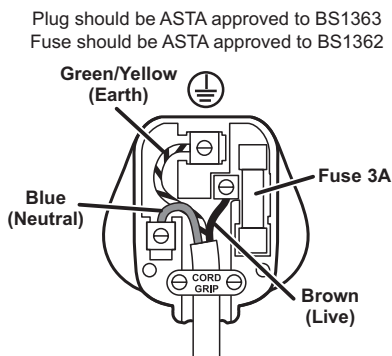 Plug should be ASTA approved to BS1363
Fuse should be ASTA approved to BS1362
Green/Yellow
(Earth)
Fuse 3A
Blue
(Neutral)
CORD
GRIP
Brown
(Live)